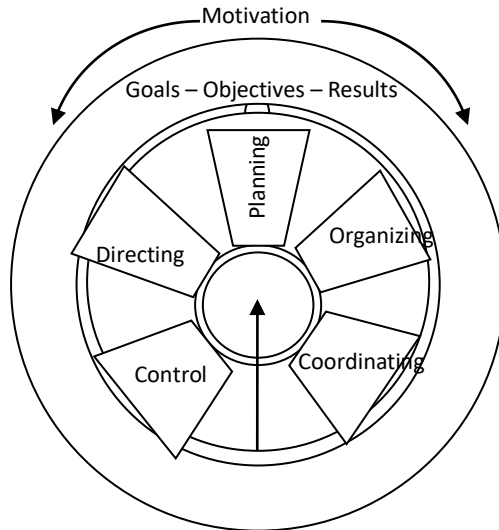 Motivation
Goals – Objectives – Results
Planning
Organizing
Directing
Coordinating
Control